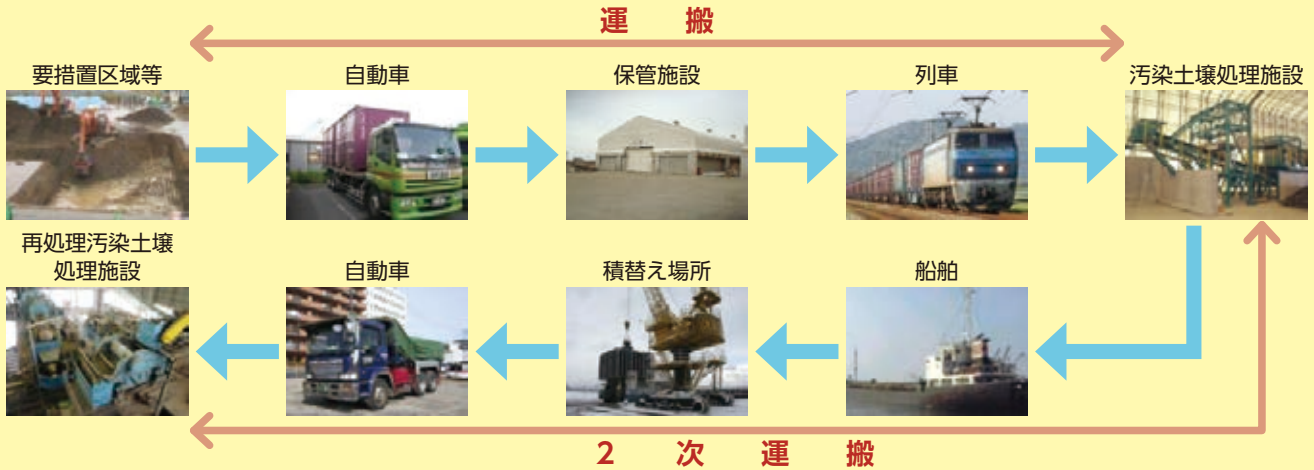 運搬
要措置区域等
自動車
保管施設
列車
汚染土壌処理施設
再処理汚染土壌
処理施設
自動車
積替え場所
船舶
2次運搬